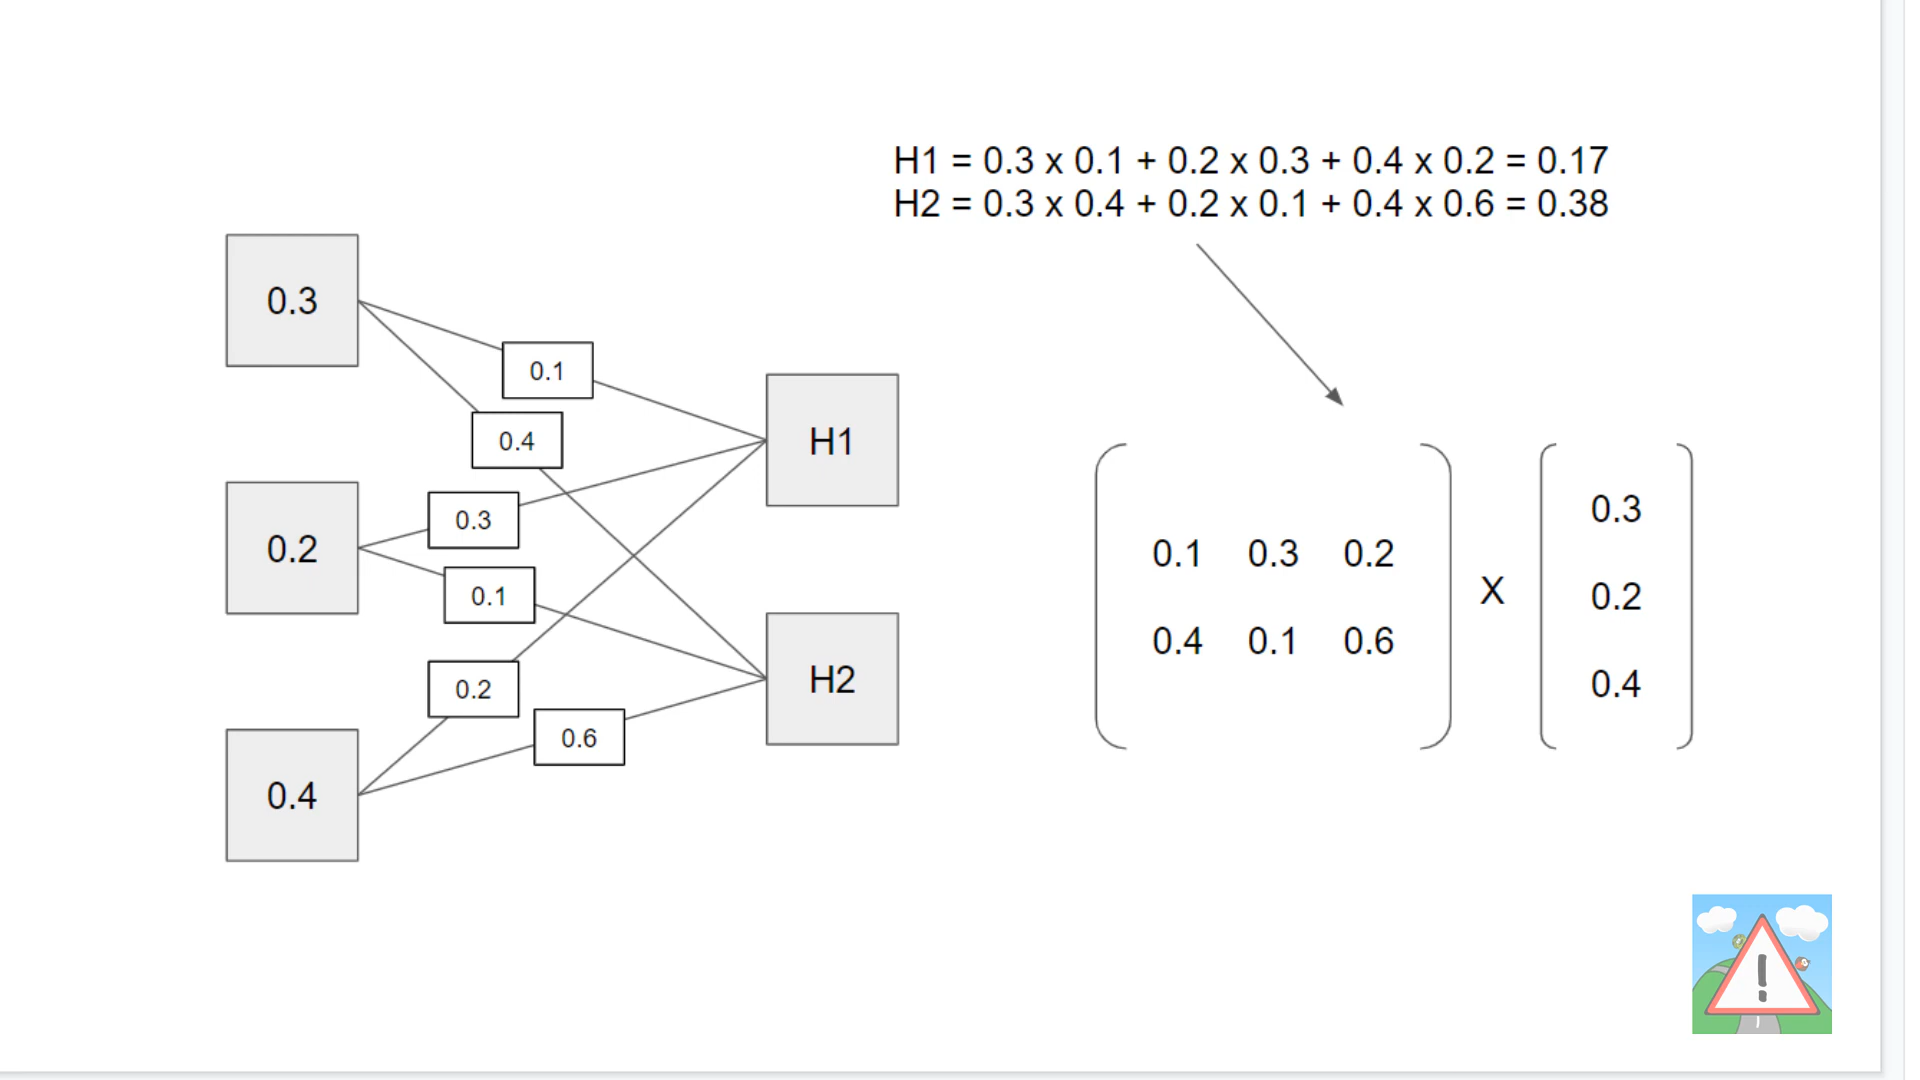 H1 = 0.3 x 0.1 + 0.2 x 0.3 + 0.4 x 0.2 = 0.17
H2 = 0.3 x 0.4 + 0.2 x 0.1 + 0.4 x 0.6 = 0.38
0.3
0.1
0.4
H1
0.2
0.3
0.1
H2
0.4
0.2
0.6
0.1 0.3 0.2
0.4 0.1 0.6
X
0.3
0.2
0.4
!